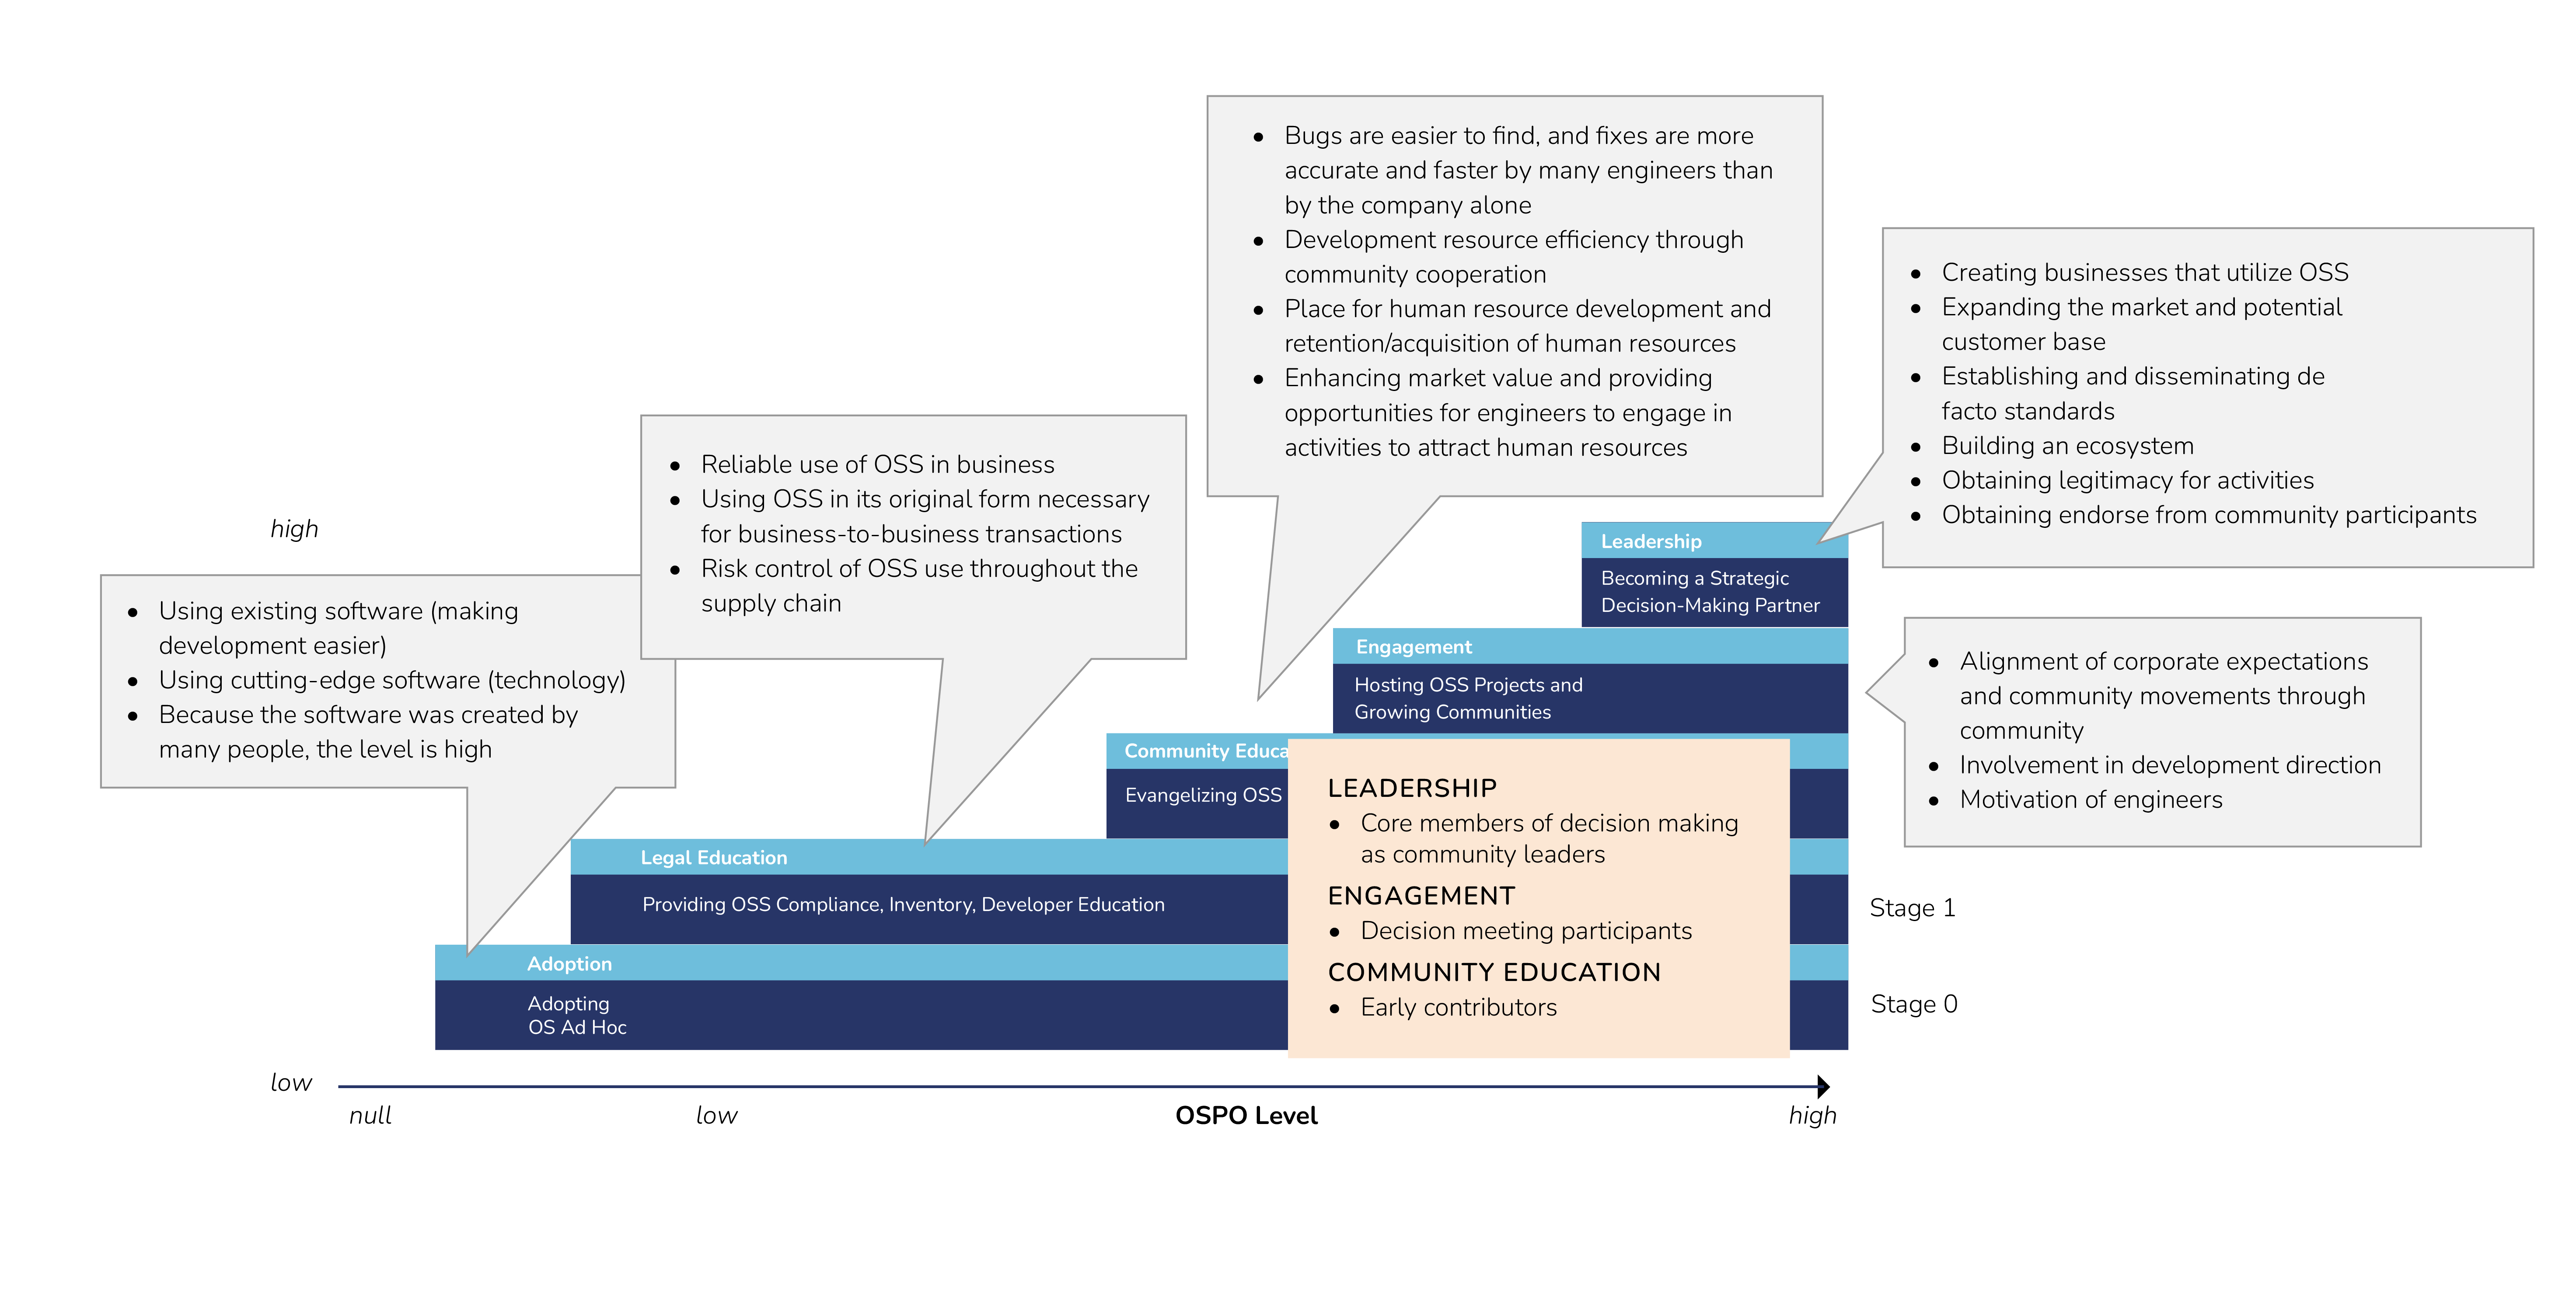 • Bugs are easier to find, and fixes are more
accurate and faster by many engineers than
by the company alone
• Development resource efficiency through
community cooperation
• Place for human resource development and
retention/acquisition of human resources
• Enhancing market value and providing
opportunities for engineers to engage in
activities to attract human resources
• Creating businesses that utilize OSS
• Expanding the market and potential
customer base
• Establishing and disseminating de
facto standards
• Building an ecosystem
• Obtaining legitimacy for activities
• Obtaining endorse from community participants
• Reliable use of OSS in business
• Using OSS in its original form necessary
for business-to-business transactions
• Risk control of OSS use throughout the
supply chain
high
• Using existing software (making
development easier)
• Using cutting-edge software (technology)
• Because the software was created by
many people, the level is high
Leadership
Becoming a Strategic
Decision-Making Partner
Engagement
Hosting OSS Projects and
Growing Communities
• Alignment of corporate expectations
and community movements through
community
• Involvement in development direction
• Motivation of engineers
Community Educa
Evangelizing OSS
LEADERSHIP
• Core members of decision making
as community leaders
ENGAGEMENT
• Decision meeting participants
COMMUNITY EDUCATION
• Early contributors
Legal Education
Providing OSS Compliance, Inventory, Developer Education
Stage 1
Adoption
Adopting
OS Ad Hoc
Stage 0
low
null
low
OSPO Level
high